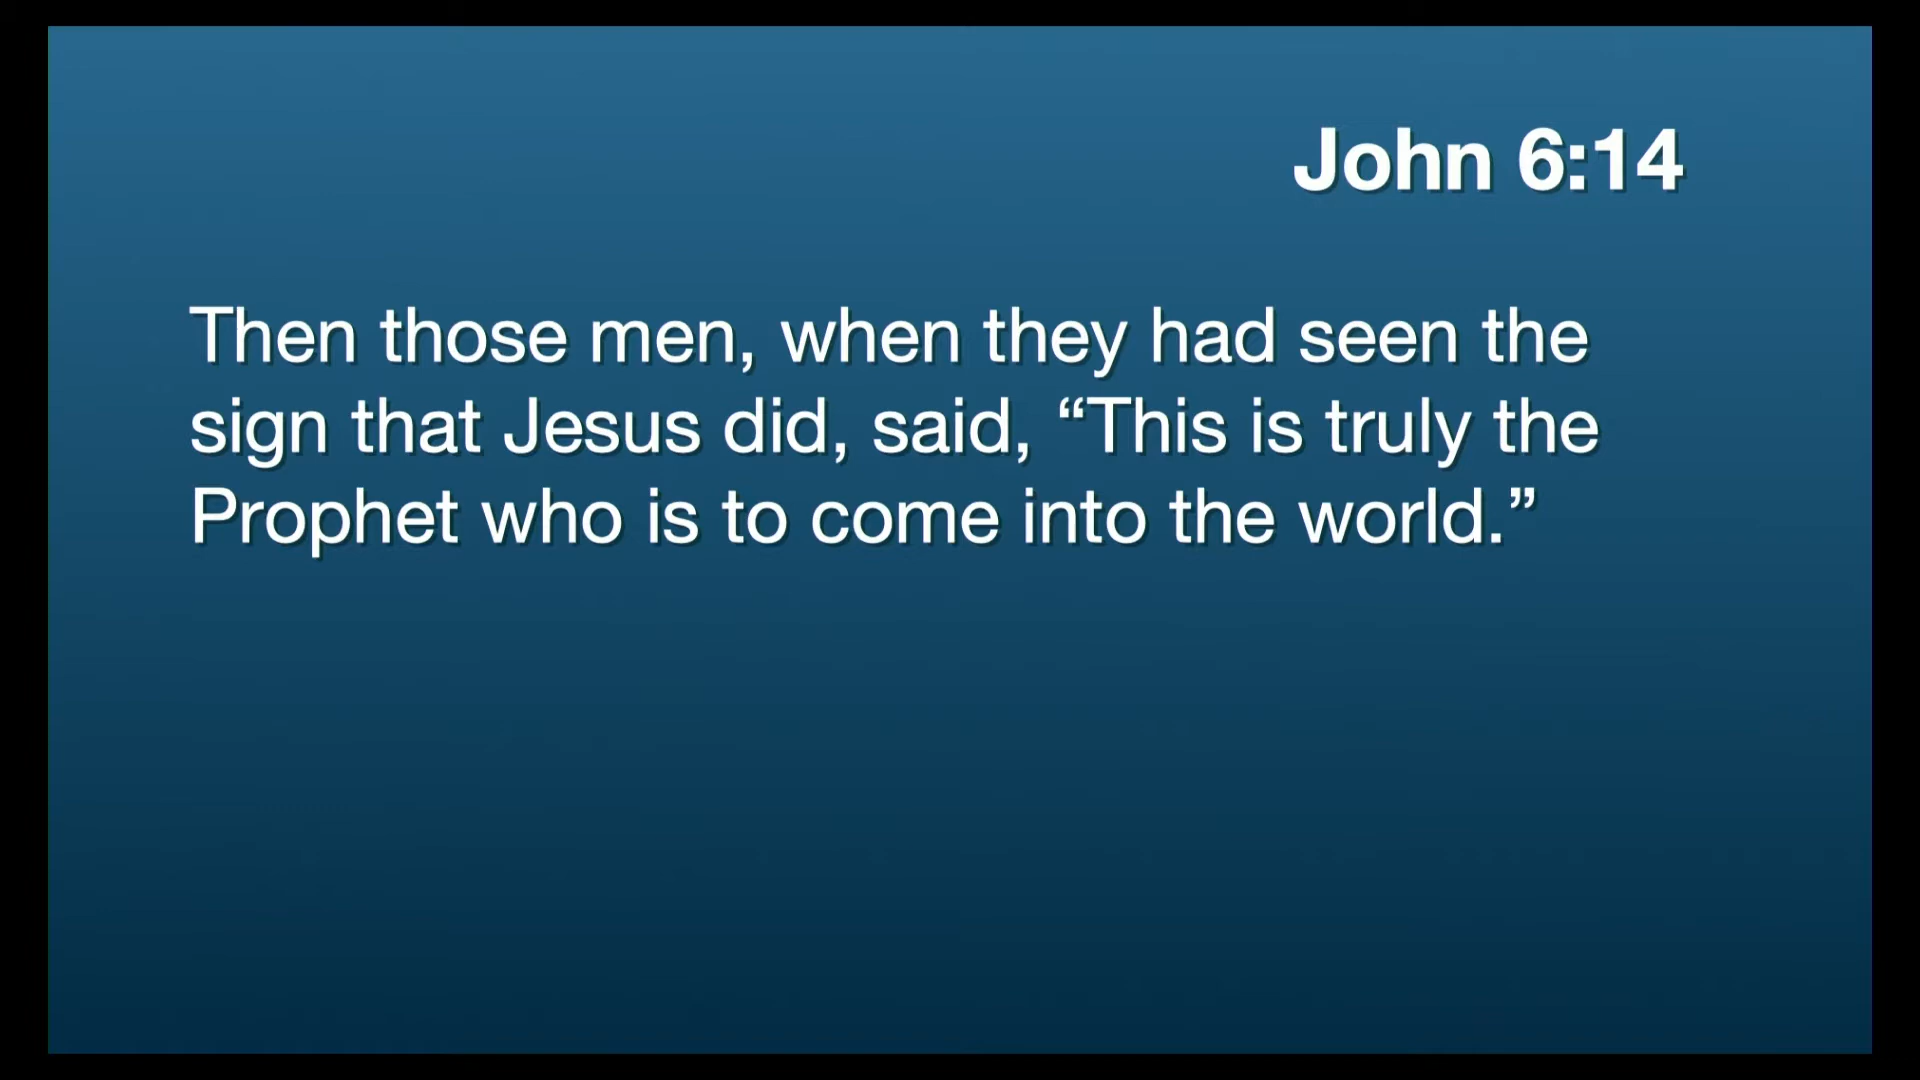 John 6:14
Then those men, when they had seen the
sign that Jesus did, said, “This is truly the
Prophet who is to come into the world.”